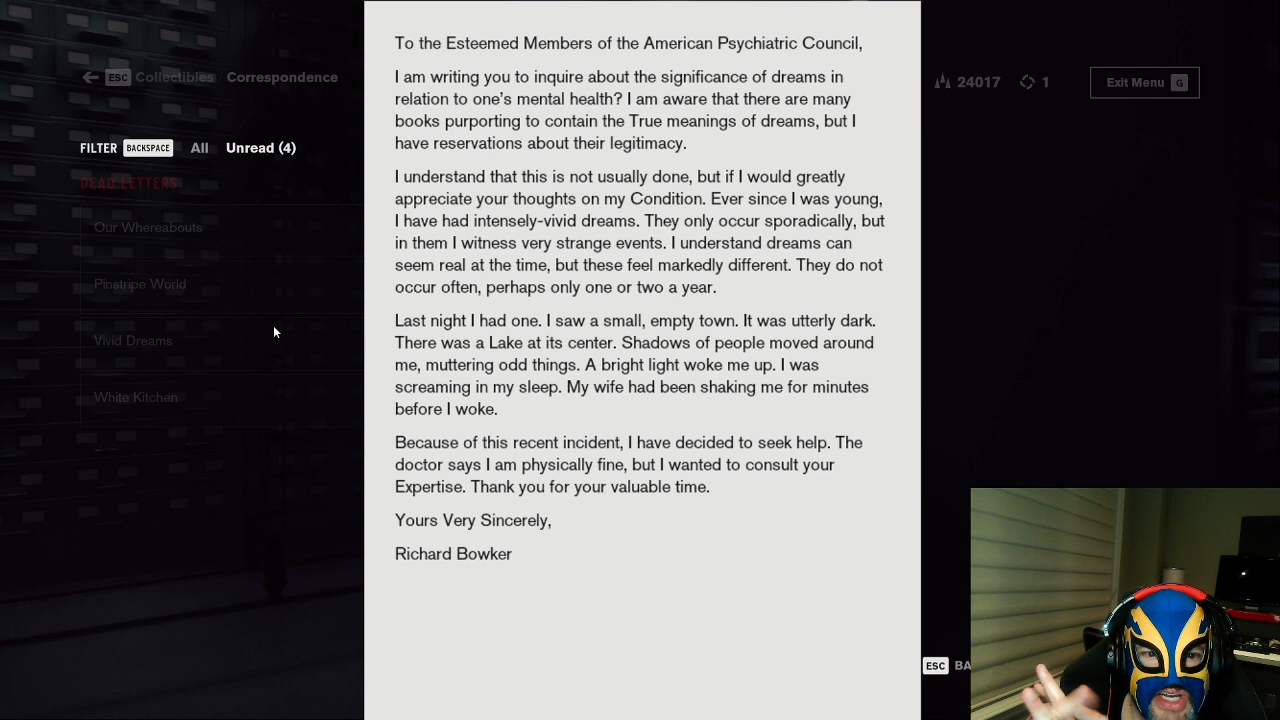 To the Esteemed Members of the American Psychiatric Council,
I am writing you to inquire about the significance of dreams in
relation to one's mental health? I am aware that there are many
books purporting to contain the True meanings of dreams, but I
have reservations about their legitimacy.
I understand that this is not usually done, but if I would greatly
appreciate your thoughts on my Condition. Ever since I was young,
I have had intensely-vivid dreams. They only occur sporadically, but
in them I witness very strange events. I understand dreams can
seem real at the time, but these feel markedly different. They do not
occur often, perhaps only one or two a year.
Last night I had one. I saw a small, empty town. It was utterly dark.
There was a Lake at its center. Shadows of people moved around
me, muttering odd things. A bright light woke me up. I was
screaming in my sleep. My wife had been shaking me for minutes
before I woke.
Because of this recent incident, I have decided to seek help. The
doctor says I am physically fine, but I wanted to consult your
Expertise. Thank you for your valuable time.
Yours Very Sincerely,
Richard Bowker
ESC Collectibles Correspondence
24017 1 Exit Menu G
FILTER BACKSPACE All Unread (4)
DEAD LETTERS
Our Whereabouts
Pinstripe World
Vivid Dreams
White Kitchen
ESC BA